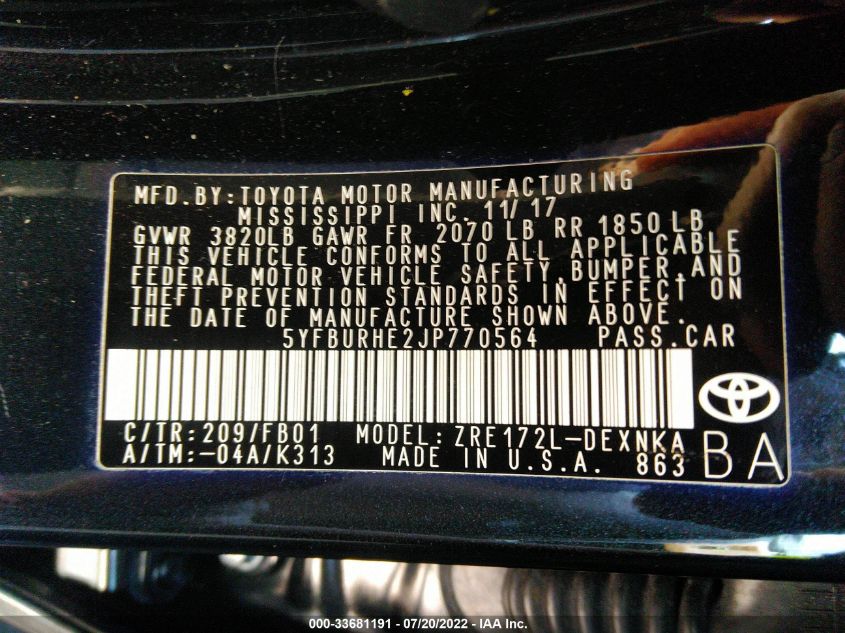 MFD.BY:TOYOTA MOTOR MANUFACTURING
MISSISSIPPI INC. 11/17
GVWR 3820LB GAWR FR 2070 LB RR 1850 LB
THIS VEHICLE CONFORMS TO ALL APPLICABLE
FEDERAL MOTOR VEHICLE SAFETY,BUMPER,AND
THEFT PREVENTION STANDARDS IN EFFECT ON
THE DATE OF MANUFACTURE SHOWN ABOVE.
5YFBURHE2JP770564 PASS.CAR
C/TR:209/FB01 MODEL: ZRE172L-DEXNKA
A/TM:-04A/K313 MADE IN U.S.A. 863 BA
000-33681191 - 07/20/2022 - IAA Inc.